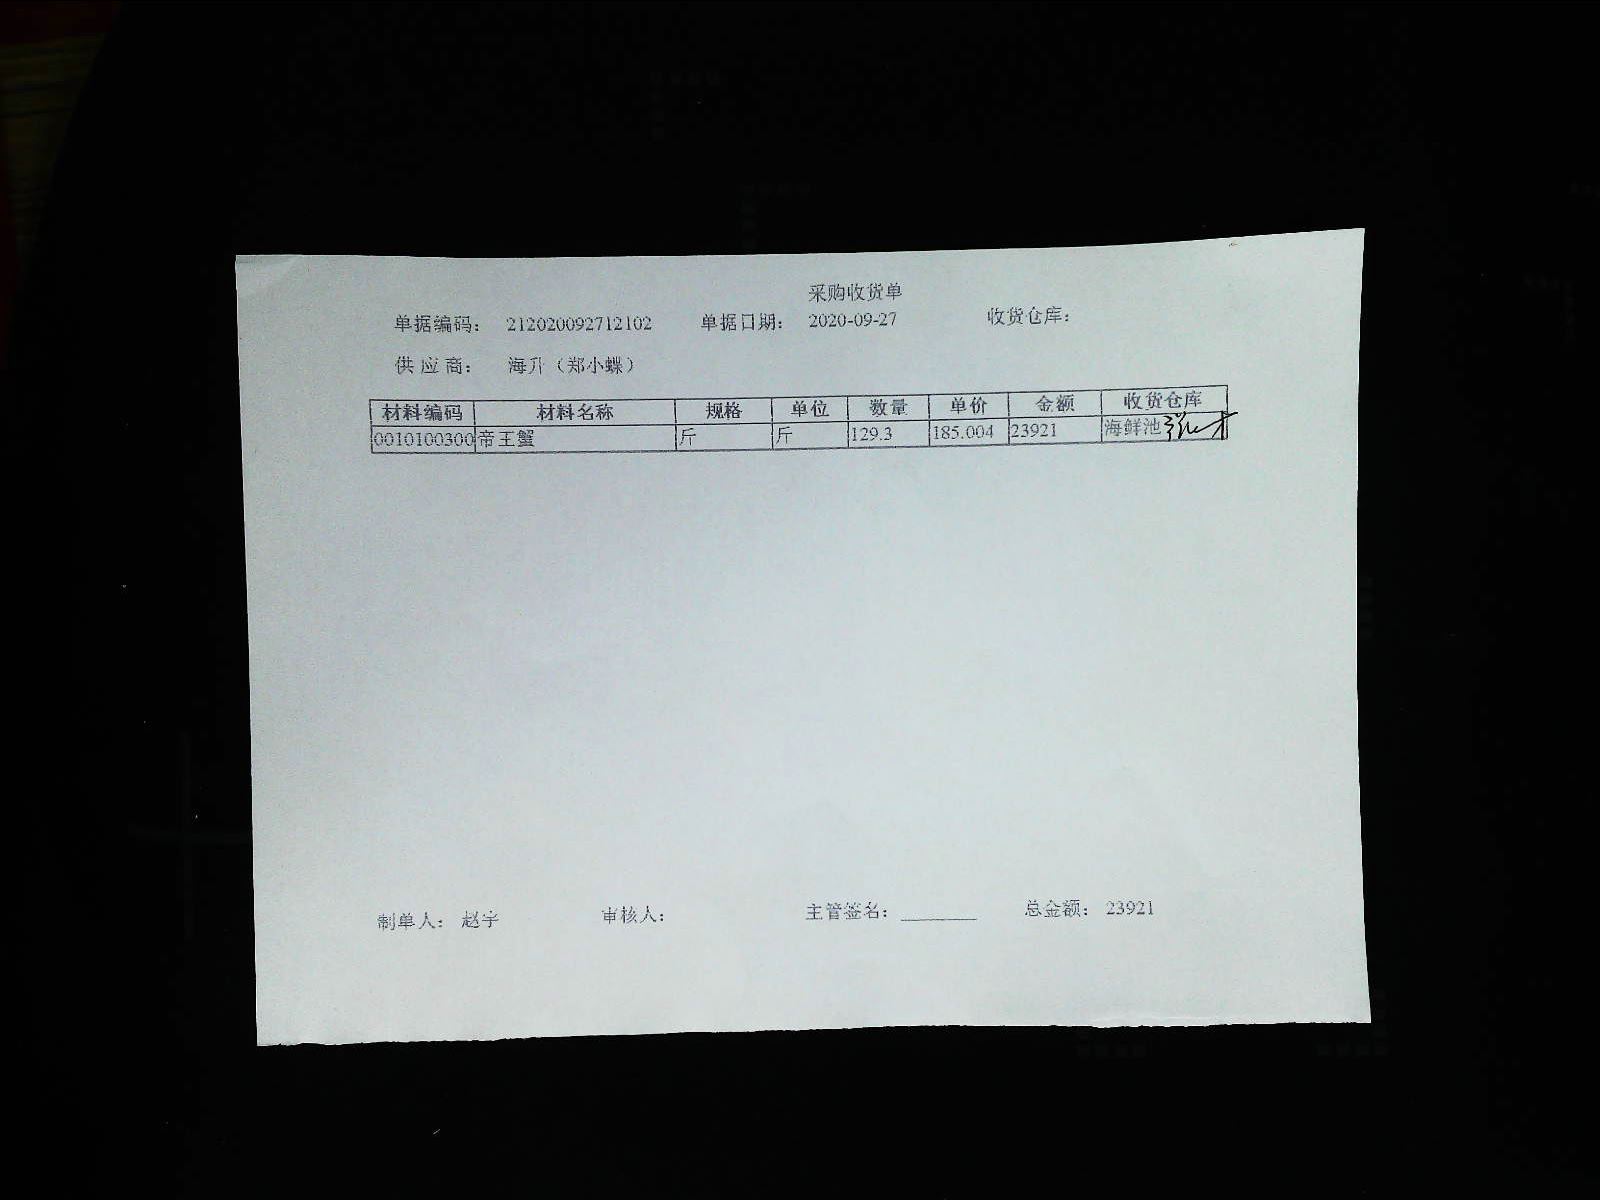 采购收货单
单据编码： 212020092712102 单据日期： 2020-09-27 收货仓库：
供 应 商： 海升（郑小蝶）
材料编码 材料名称 规格 单位 数量 单价 金额 收货仓库
0010100300 帝王蟹 斤 斤 129.3 185.004 23921 海鲜池
制单人： 赵宇 审核人： 主管签名： 总金额： 23921